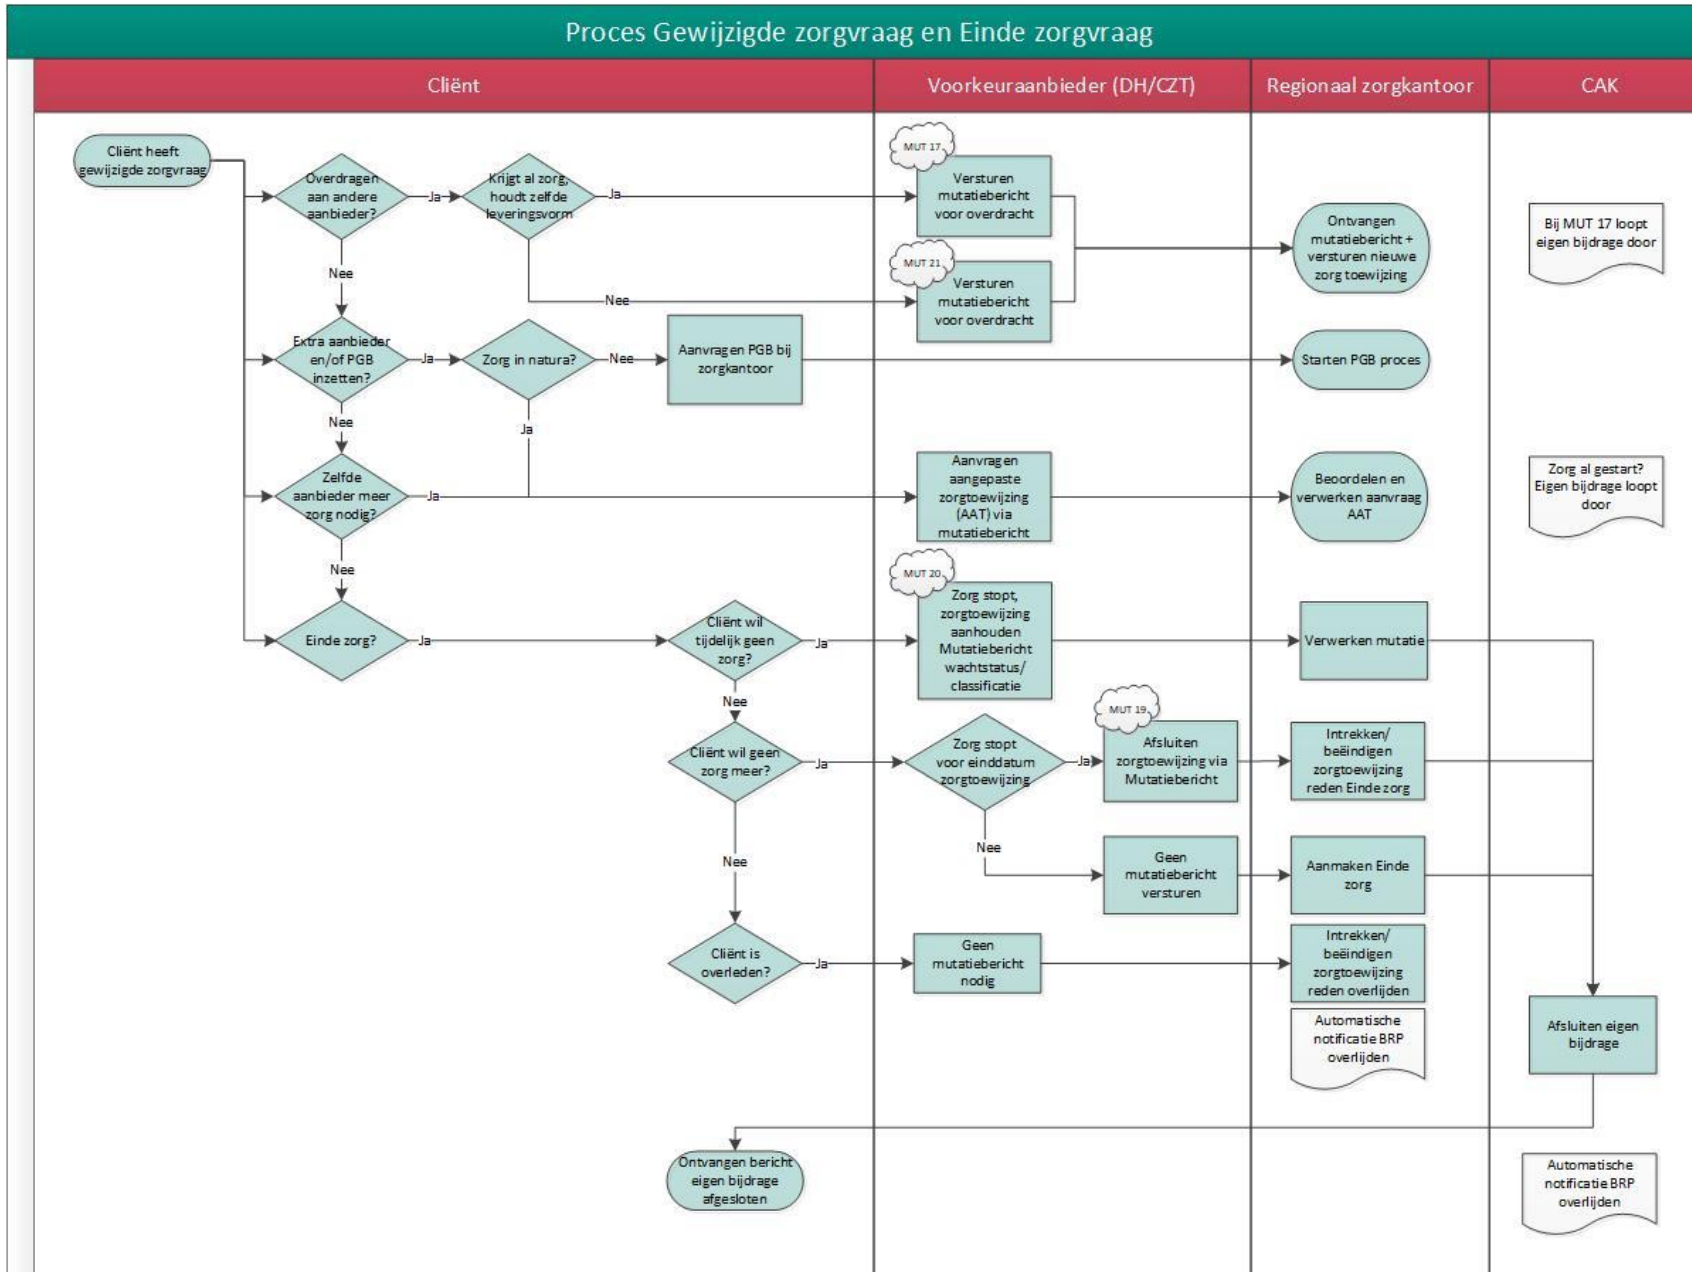 Proces Gewijzigde zorgvraag en Einde zorgvraag
Cliënt
Voorkeuraanbieder (DH/CZT)
Regionaal zorgkantoor
CAK
Cliënt heeft
gewijzigde zorgvraag
Overdragen
aan andere
aanbieder?
Ja
Krijgt al zorg,
houdt zelfde
leveringsvorm
Ja
MUT 17
Versturen
mutatiebericht
voor overdracht
Ontvangen
mutatiebericht +
versturen nieuwe
zorg toewijzing
Bij MUT 17 loopt
eigen bijdrage door
Nee
Nee
MUT 21
Versturen
mutatiebericht
voor overdracht
Extra aanbieder
en/of PGB
inzetten?
Ja
Zorg in natura?
Nee
Aanvragen PGB bij
zorgkantoor
Starten PGB proces
Nee
Ja
Zelfde
aanbieder meer
zorg nodig?
Ja
Aanvragen
aangepaste
zorgtoewijzing
(AAT) via
mutatiebericht
Beoordelen en
verwerken aanvraag
AAT
Zorg al gestart?
Eigen bijdrage loopt
door
Nee
Einde zorg?
Ja
Cliënt wil
tijdelijk geen
zorg?
Ja
MUT 20
Zorg stopt,
zorgtoewijzing
aanhouden
Mutatiebericht
wachtstatus/
classificatie
Verwerken mutatie
Nee
Cliënt wil geen
zorg meer?
Ja
Zorg stopt
voor einddatum
zorgtoewijzing
Ja
MUT 19
Afsluiten
zorgtoewijzing via
Mutatiebericht
Intrekken/
beëindigen
zorgtoewijzing
reden Einde zorg
Nee
Nee
Geen
mutatiebericht
versturen
Aanmaken Einde
zorg
Cliënt is
overleden?
Ja
Geen
mutatiebericht
nodig
Intrekken/
beëindigen
zorgtoewijzing
reden overlijden
Automatische
notificatie BRP
overlijden
Afsluiten eigen
bijdrage
Ontvangen bericht
eigen bijdrage
afgesloten
Automatische
notificatie BRP
overlijden